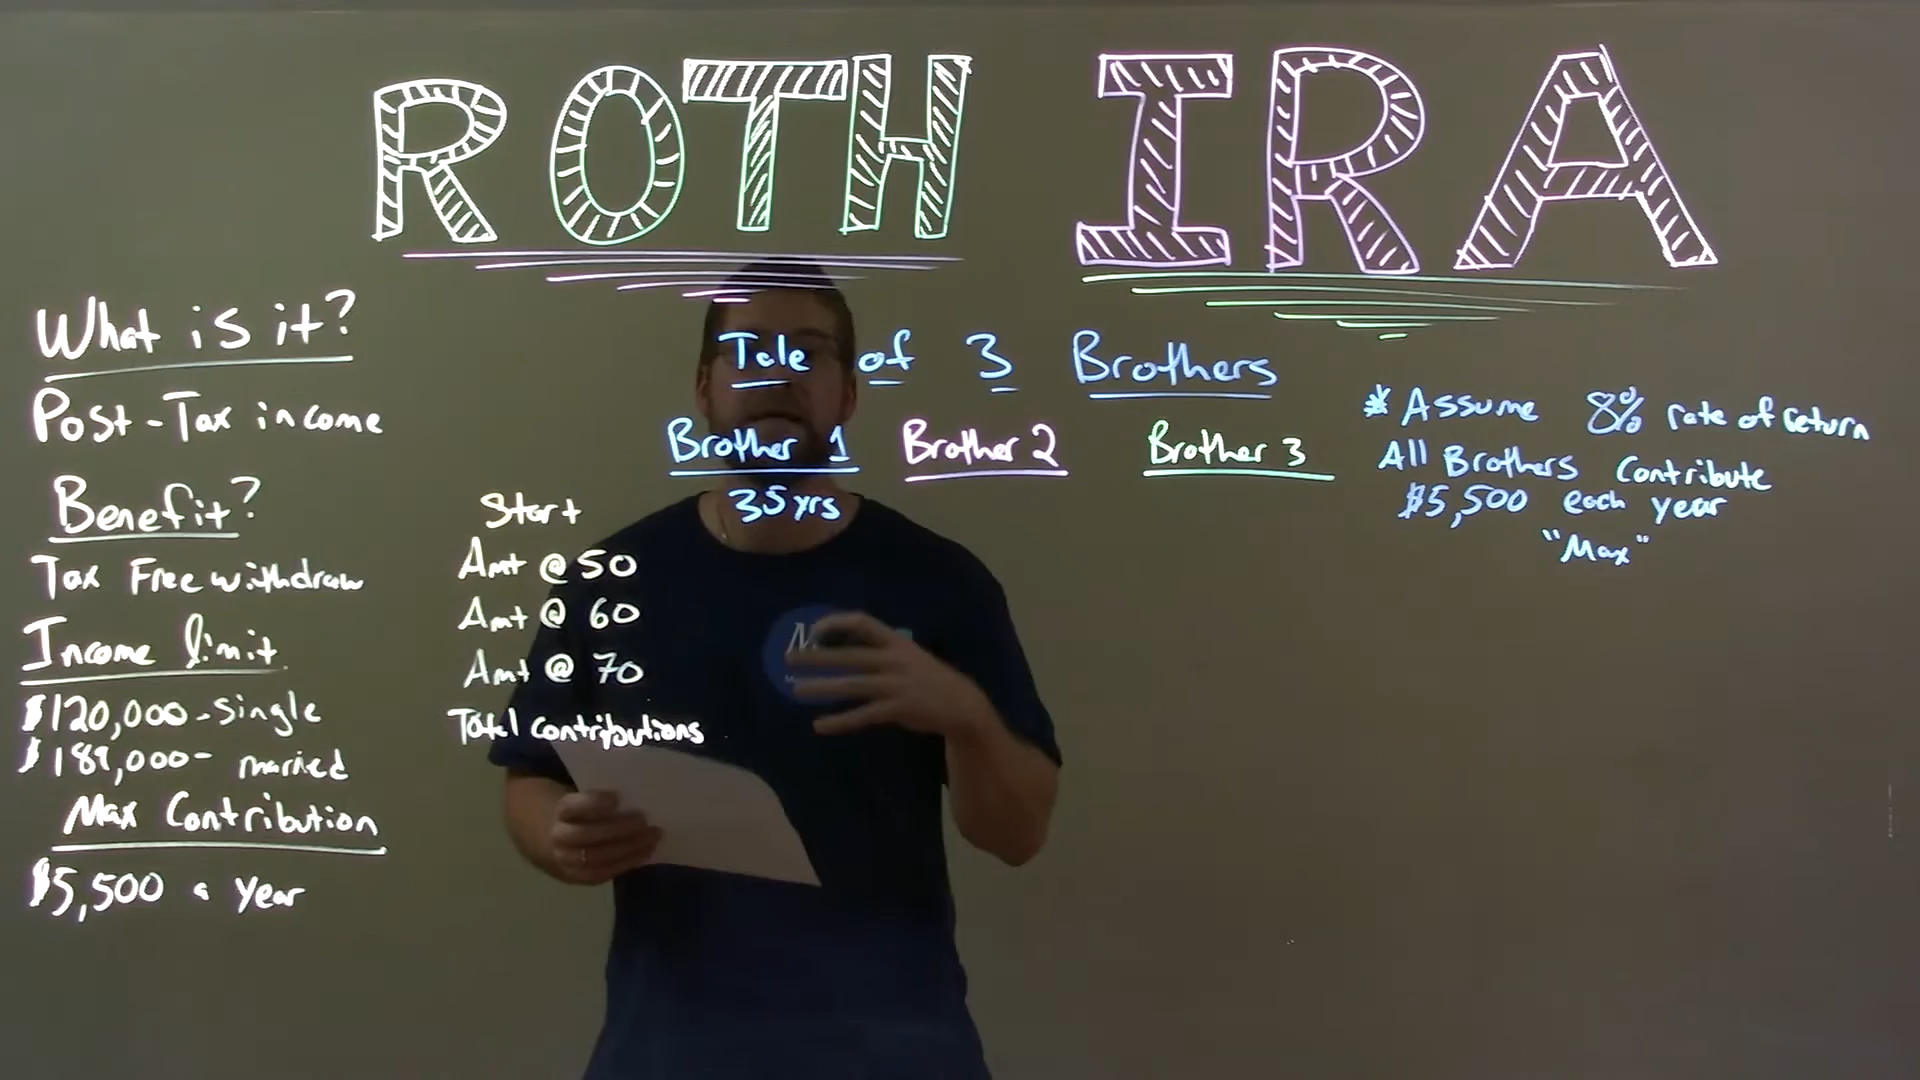 ROTH IRA
What is it?
Post-Tax income
Benefit?
Tax Free withdraw
Income limit
$120,000-single
$189,000- married
Max Contribution
$5,500 a year
Tale of 3 Brothers
Brother 1 Brother 2 Brother 3
Start 35yrs
Amt @ 50
Amt @ 60
Amt @ 70
Total contributions
* Assume 8% rate of return
All Brothers Contribute
$5,500 each year
"Max"